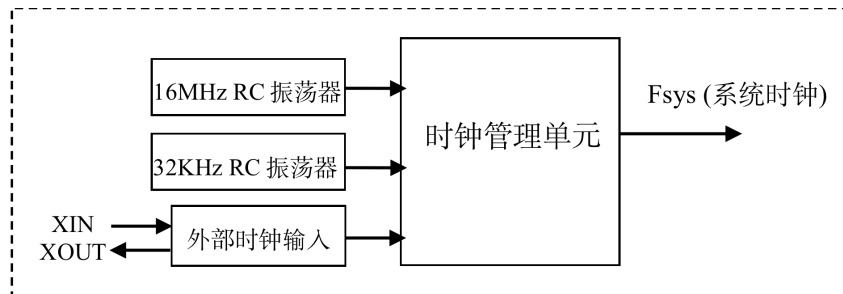 16MHz RC 振荡器
32KHz RC 振荡器
XIN
XOUT
外部时钟输入
时钟管理单元
Fsys (系统时钟)